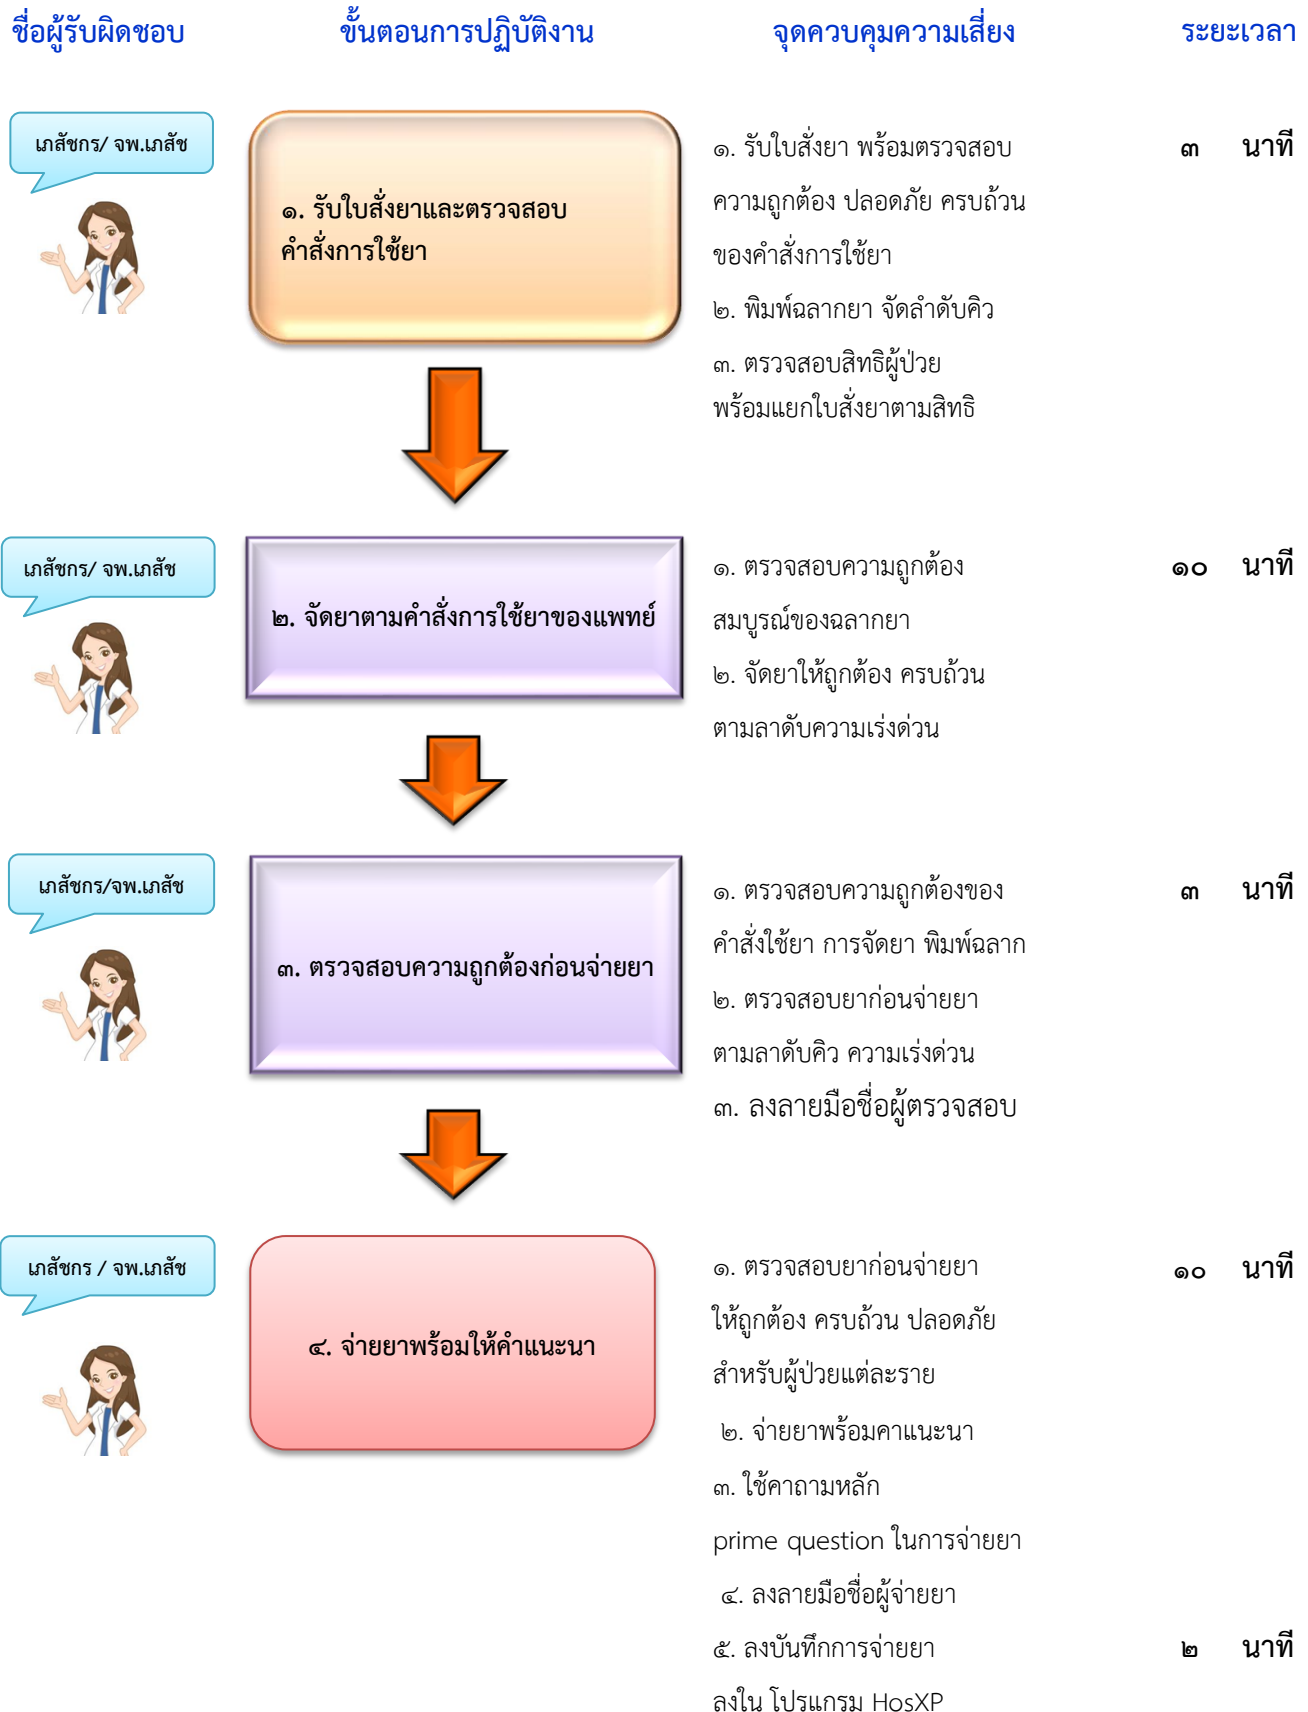 ชื่อผู้รับผิดชอบ ขั้นตอนการปฏิบัติงาน จุดควบคุมความเสี่ยง ระยะเวลา
เภสัชกร/ จพ.เภสัช
๑. รับใบสั่งยาและตรวจสอบ
คำสั่งการใช้ยา
๑. รับใบสั่งยา พร้อมตรวจสอบ
ความถูกต้อง ปลอดภัย ครบถ้วน
ของคำสั่งการใช้ยา
๒. พิมพ์ฉลากยา จัดลำดับคิว
๓. ตรวจสอบสิทธิผู้ป่วย
พร้อมแยกใบสั่งยาตามสิทธิ
๓ นาที
เภสัชกร/ จพ.เภสัช
๒. จัดยาตามคำสั่งการใช้ยาของแพทย์
๑. ตรวจสอบความถูกต้อง
สมบูรณ์ของฉลากยา
๒. จัดยาให้ถูกต้อง ครบถ้วน
ตามลาดับความเร่งด่วน
๑๐ นาที
เภสัชกร/จพ.เภสัช
๓. ตรวจสอบความถูกต้องก่อนจ่ายยา
๑. ตรวจสอบความถูกต้องของ
คำสั่งใช้ยา การจัดยา พิมพ์ฉลาก
๒. ตรวจสอบยาก่อนจ่ายยา
ตามลาดับคิว ความเร่งด่วน
๓. ลงลายมือชื่อผู้ตรวจสอบ
๓ นาที
เภสัชกร / จพ.เภสัช
๔. จ่ายยาพร้อมให้คำแนะนา
๑. ตรวจสอบยาก่อนจ่ายยา
ให้ถูกต้อง ครบถ้วน ปลอดภัย
สำหรับผู้ป่วยแต่ละราย
๒. จ่ายยาพร้อมคาแนะนา
๓. ใช้คาถามหลัก
prime question ในการจ่ายยา
๔. ลงลายมือชื่อผู้จ่ายยา
๑๐ นาที
๕. ลงบันทึกการจ่ายยา
ลงใน โปรแกรม HosXP
๒ นาที